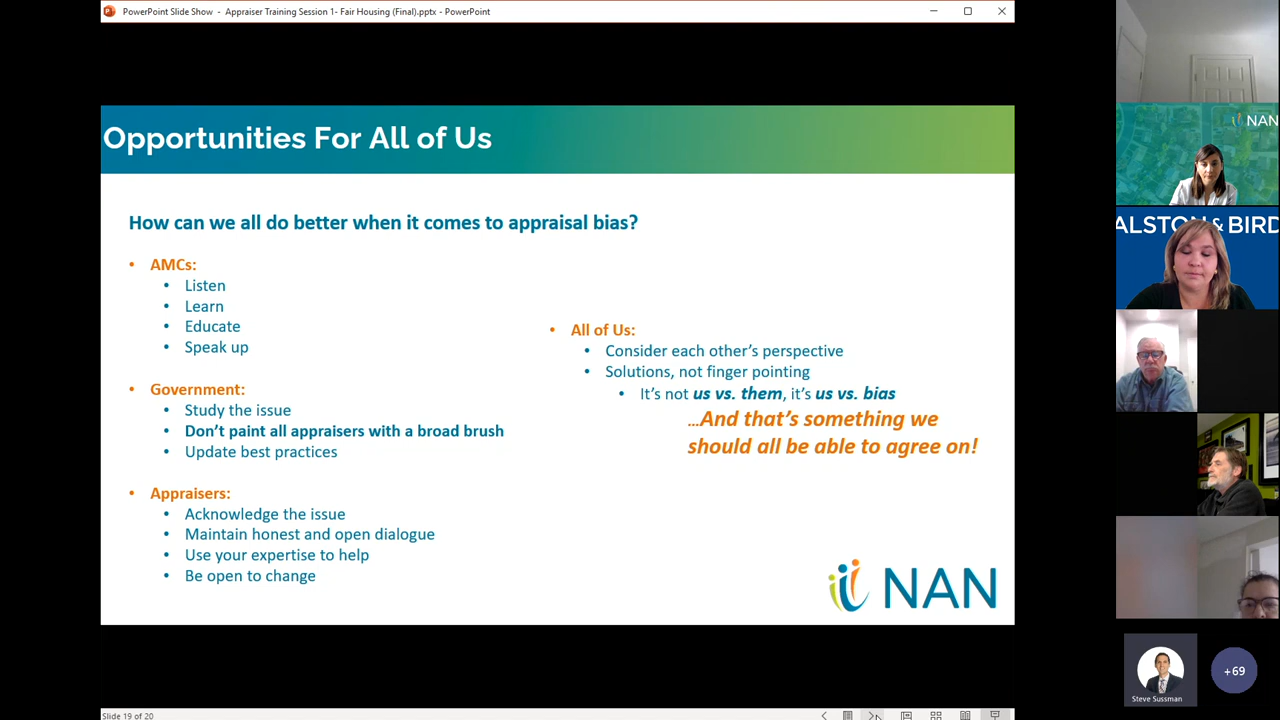 PowerPoint Slide Show - Appraiser Training Session 1- Fair Housing (Final).pptx - PowerPoint
Opportunities For All of Us
How can we all do better when it comes to appraisal bias?
• AMCs:
• Listen
• Learn
• Educate
• Speak up
• Government:
• Study the issue
• Don't paint all appraisers with a broad brush
• Update best practices
• Appraisers:
• Acknowledge the issue
• Maintain honest and open dialogue
• Use your expertise to help
• Be open to change
• All of Us:
• Consider each other's perspective
• Solutions, not finger pointing
• It's not us vs. them, it's us vs. bias
...And that's something we
should all be able to agree on!
NAN
Slide 19 of 20
NAN
ALSTON & BIRD
Steve Sussman
+69